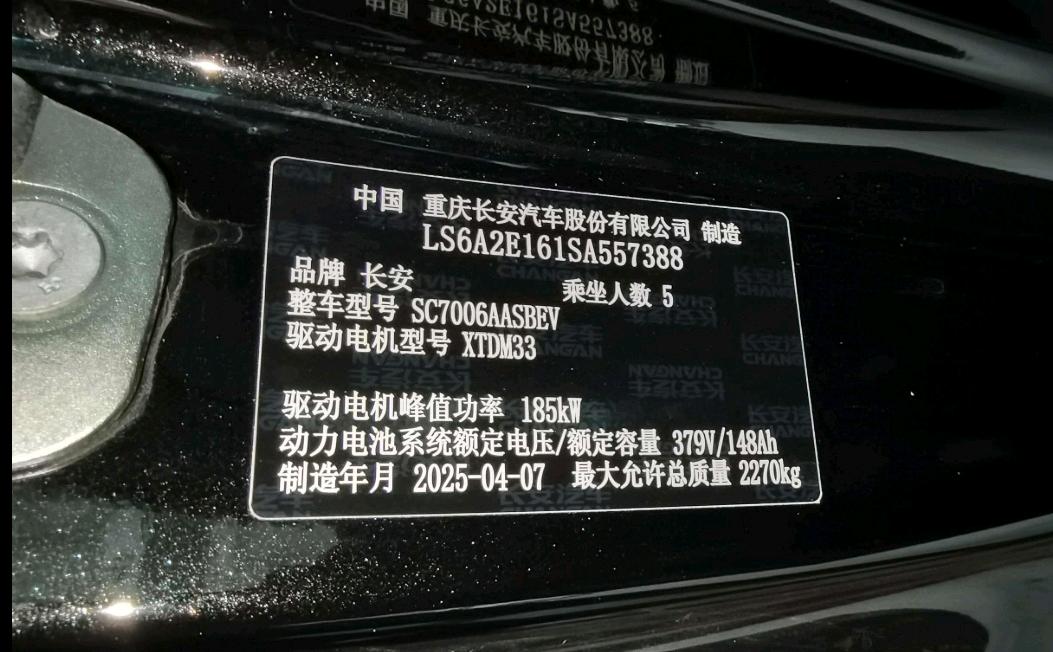 中国 重庆长安汽车股份有限公司 制造
LS6A2E161SA557388
品牌 长安
乘坐人数 5
整车型号 SC7006AASBEV
驱动电机型号 XTDM33
驱动电机峰值功率 185kW
动力电池系统额定电压/额定容量 379V/148Ah
制造年月 2025-04-07 最大允许总质量 2270kg